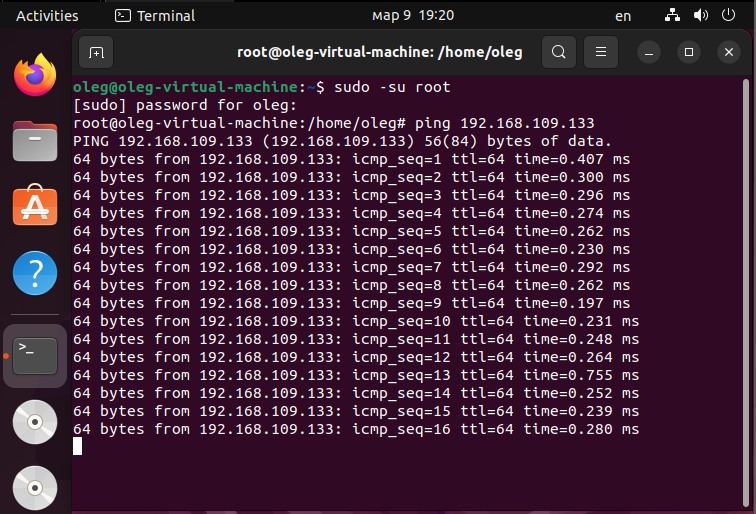 Activities Terminal мар 9 19:20 en
root@oleg-virtual-machine: /home/oleg
oleg@oleg-virtual-machine:~$ sudo -su root
[sudo] password for oleg:
root@oleg-virtual-machine:/home/oleg# ping 192.168.109.133
PING 192.168.109.133 (192.168.109.133) 56(84) bytes of data.
64 bytes from 192.168.109.133: icmp_seq=1 ttl=64 time=0.407 ms
64 bytes from 192.168.109.133: icmp_seq=2 ttl=64 time=0.300 ms
64 bytes from 192.168.109.133: icmp_seq=3 ttl=64 time=0.296 ms
64 bytes from 192.168.109.133: icmp_seq=4 ttl=64 time=0.274 ms
64 bytes from 192.168.109.133: icmp_seq=5 ttl=64 time=0.262 ms
64 bytes from 192.168.109.133: icmp_seq=6 ttl=64 time=0.230 ms
64 bytes from 192.168.109.133: icmp_seq=7 ttl=64 time=0.292 ms
64 bytes from 192.168.109.133: icmp_seq=8 ttl=64 time=0.262 ms
64 bytes from 192.168.109.133: icmp_seq=9 ttl=64 time=0.197 ms
64 bytes from 192.168.109.133: icmp_seq=10 ttl=64 time=0.231 ms
64 bytes from 192.168.109.133: icmp_seq=11 ttl=64 time=0.248 ms
64 bytes from 192.168.109.133: icmp_seq=12 ttl=64 time=0.264 ms
64 bytes from 192.168.109.133: icmp_seq=13 ttl=64 time=0.755 ms
64 bytes from 192.168.109.133: icmp_seq=14 ttl=64 time=0.252 ms
64 bytes from 192.168.109.133: icmp_seq=15 ttl=64 time=0.239 ms
64 bytes from 192.168.109.133: icmp_seq=16 ttl=64 time=0.280 ms